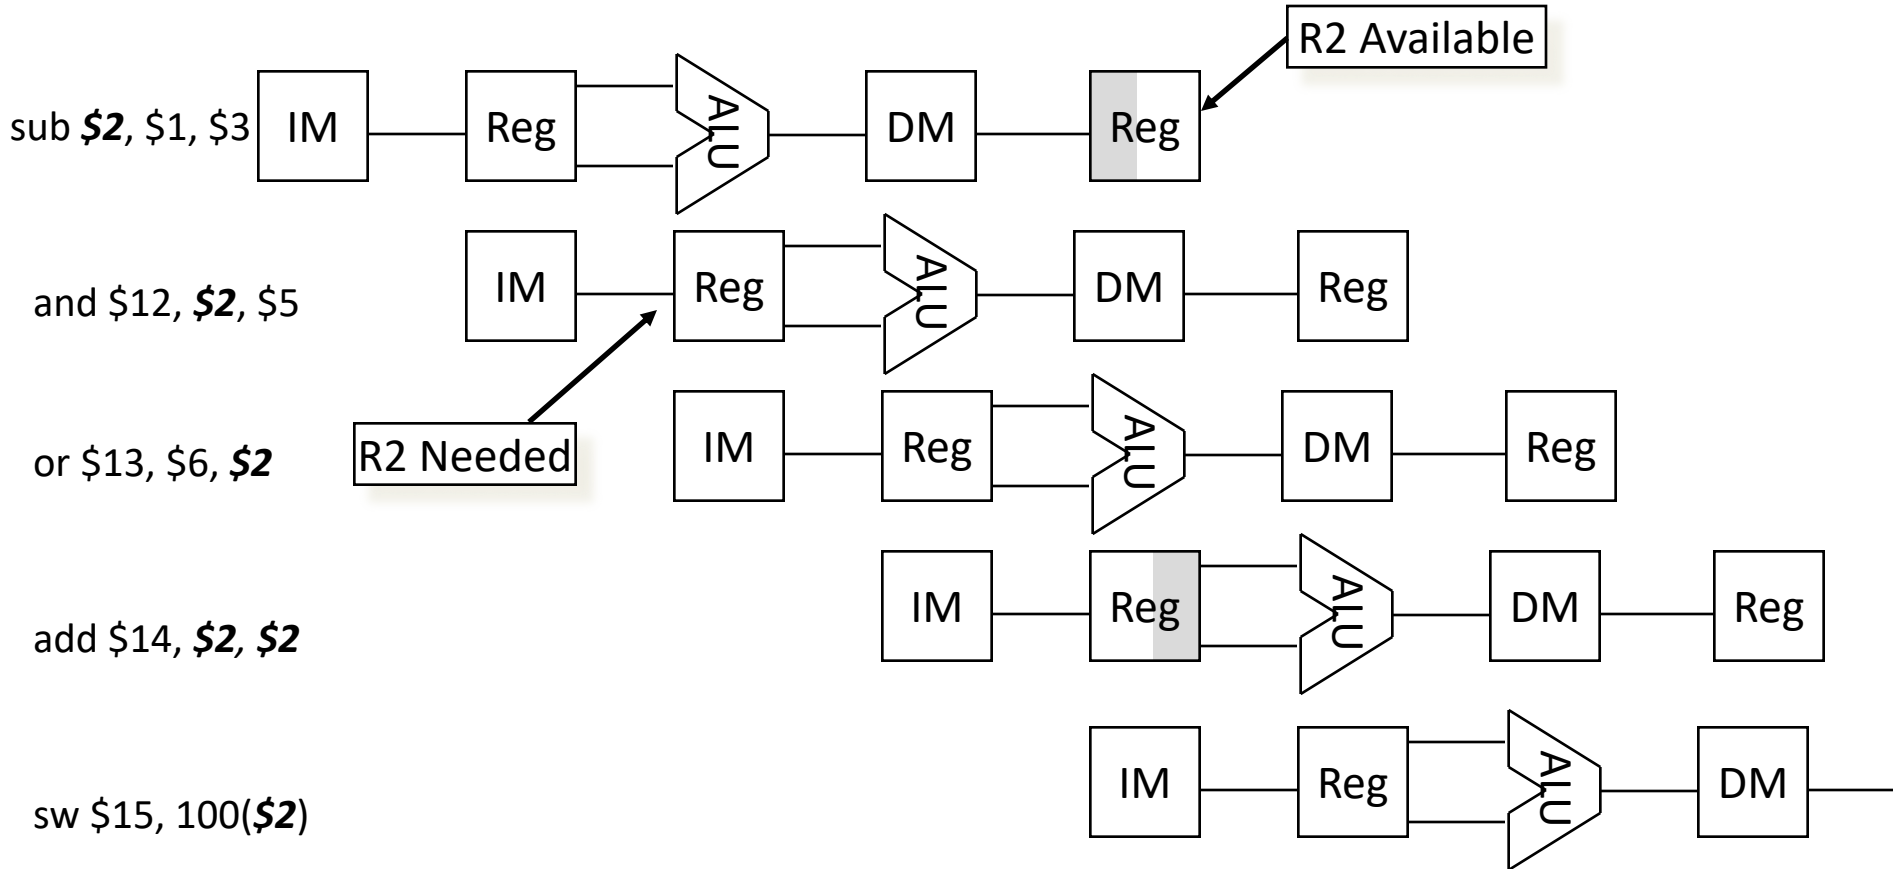 R2 Available
sub $2, $1, $3 IM Reg ALU DM Reg
and $12, $2, $5 IM Reg ALU DM Reg
R2 Needed
or $13, $6, $2 IM Reg ALU DM Reg
add $14, $2, $2 IM Reg ALU DM Reg
sw $15, 100($2) IM Reg ALU DM